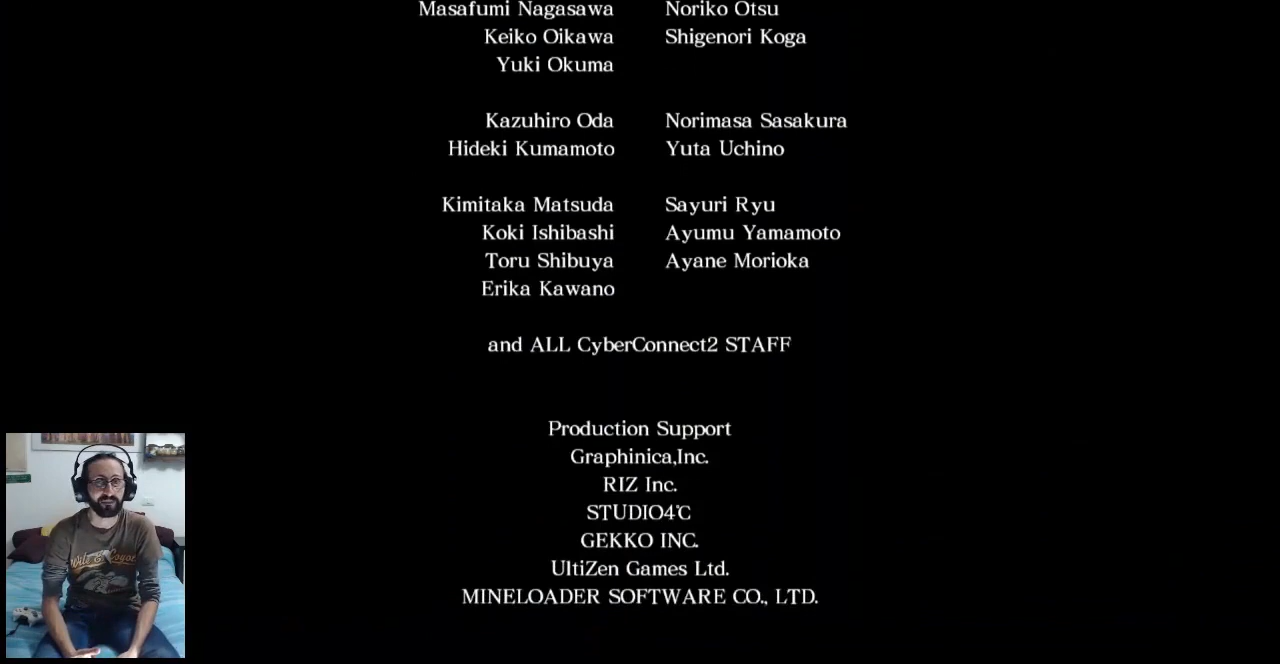 Masafumi Nagasawa Noriko Otsu
Keiko Oikawa Shigenori Koga
Yuki Okuma
Kazuhiro Oda Norimasa Sasakura
Hideki Kumamoto Yuta Uchino
Kimitaka Matsuda Sayuri Ryu
Koki Ishibashi Ayumu Yamamoto
Toru Shibuya Ayane Morioka
Erika Kawano
and ALL CyberConnect2 STAFF
Production Support
Graphinica,Inc.
RIZ Inc.
STUDIO4℃
GEKKO INC.
UltiZen Games Ltd.
MINELOADER SOFTWARE CO., LTD.